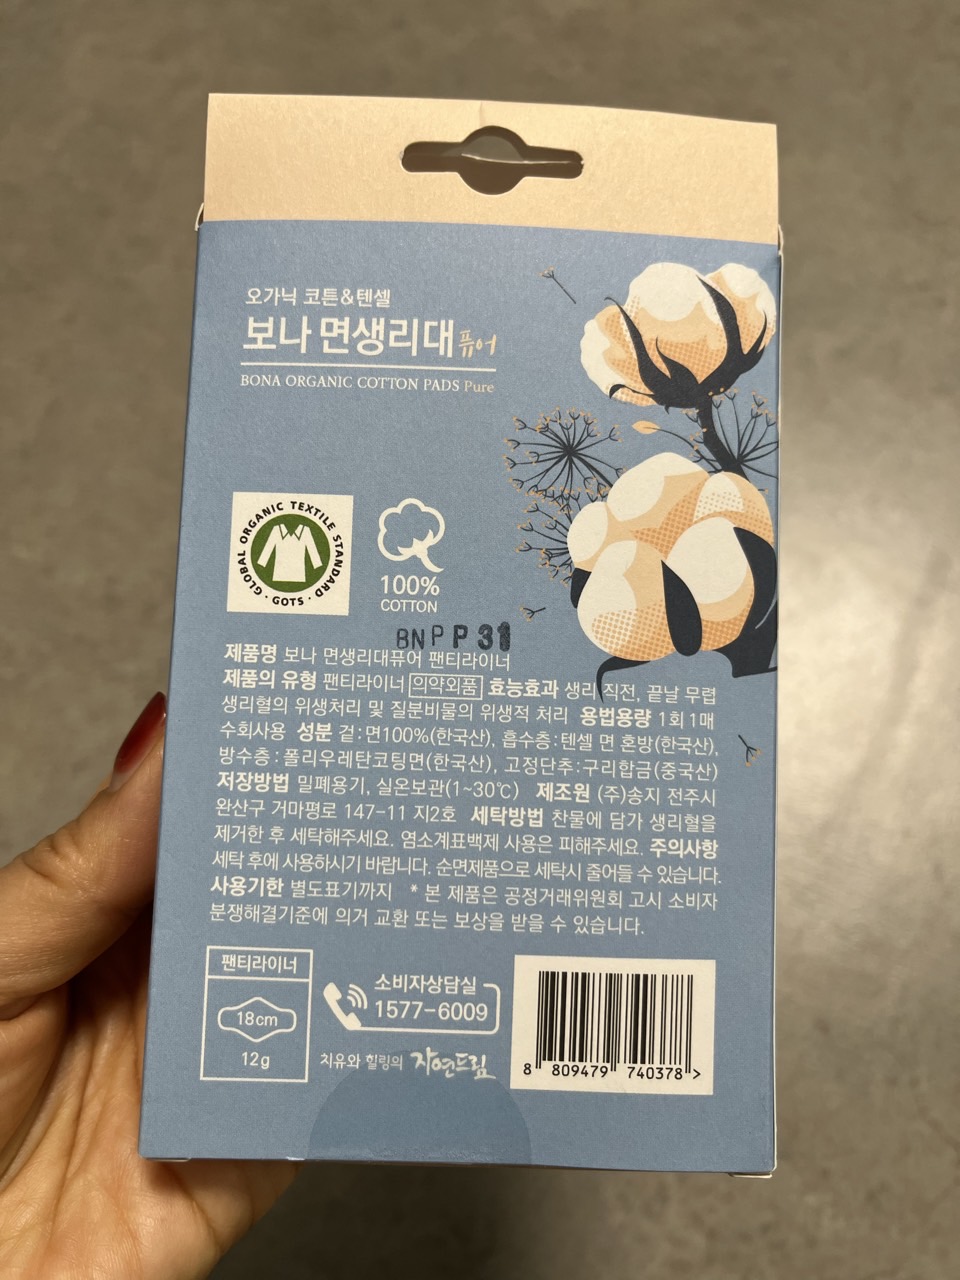 오가닉 코튼&텐셀
보나 면생리대 퓨어
BONA ORGANIC COTTON PADS Pure
GLOBAL ORGANIC TEXTILE STANDARD · GOTS ·
100%
COTTON
BNPP31
제품명 보나 면생리대퓨어 팬티라이너
제품의 유형 팬티라이너 의약외품 효능효과 생리 직전, 끝날 무렵
생리혈의 위생처리 및 질분비물의 위생적 처리 용법용량 1회 1매
수회사용 성분 겉:면100%(한국산), 흡수층:텐셀 면 혼방(한국산),
방수층:폴리우레탄코팅면(한국산), 고정단추:구리합금(중국산)
저장방법 밀폐용기, 실온보관(1~30℃) 제조원 (주)송지 전주시
완산구 거마평로 147-11 지2호 세탁방법 찬물에 담가 생리혈을
제거한 후 세탁해주세요. 염소계표백제 사용은 피해주세요. 주의사항
세탁 후에 사용하시기 바랍니다. 순면제품으로 세탁시 줄어들 수 있습니다.
사용기한 별도표기까지 * 본 제품은 공정거래위원회 고시 소비자
분쟁해결기준에 의거 교환 또는 보상을 받을 수 있습니다.
팬티라이너
18cm
12g
소비자상담실
1577-6009
치유와 힐링의 자연드림
8 809479 740378 >